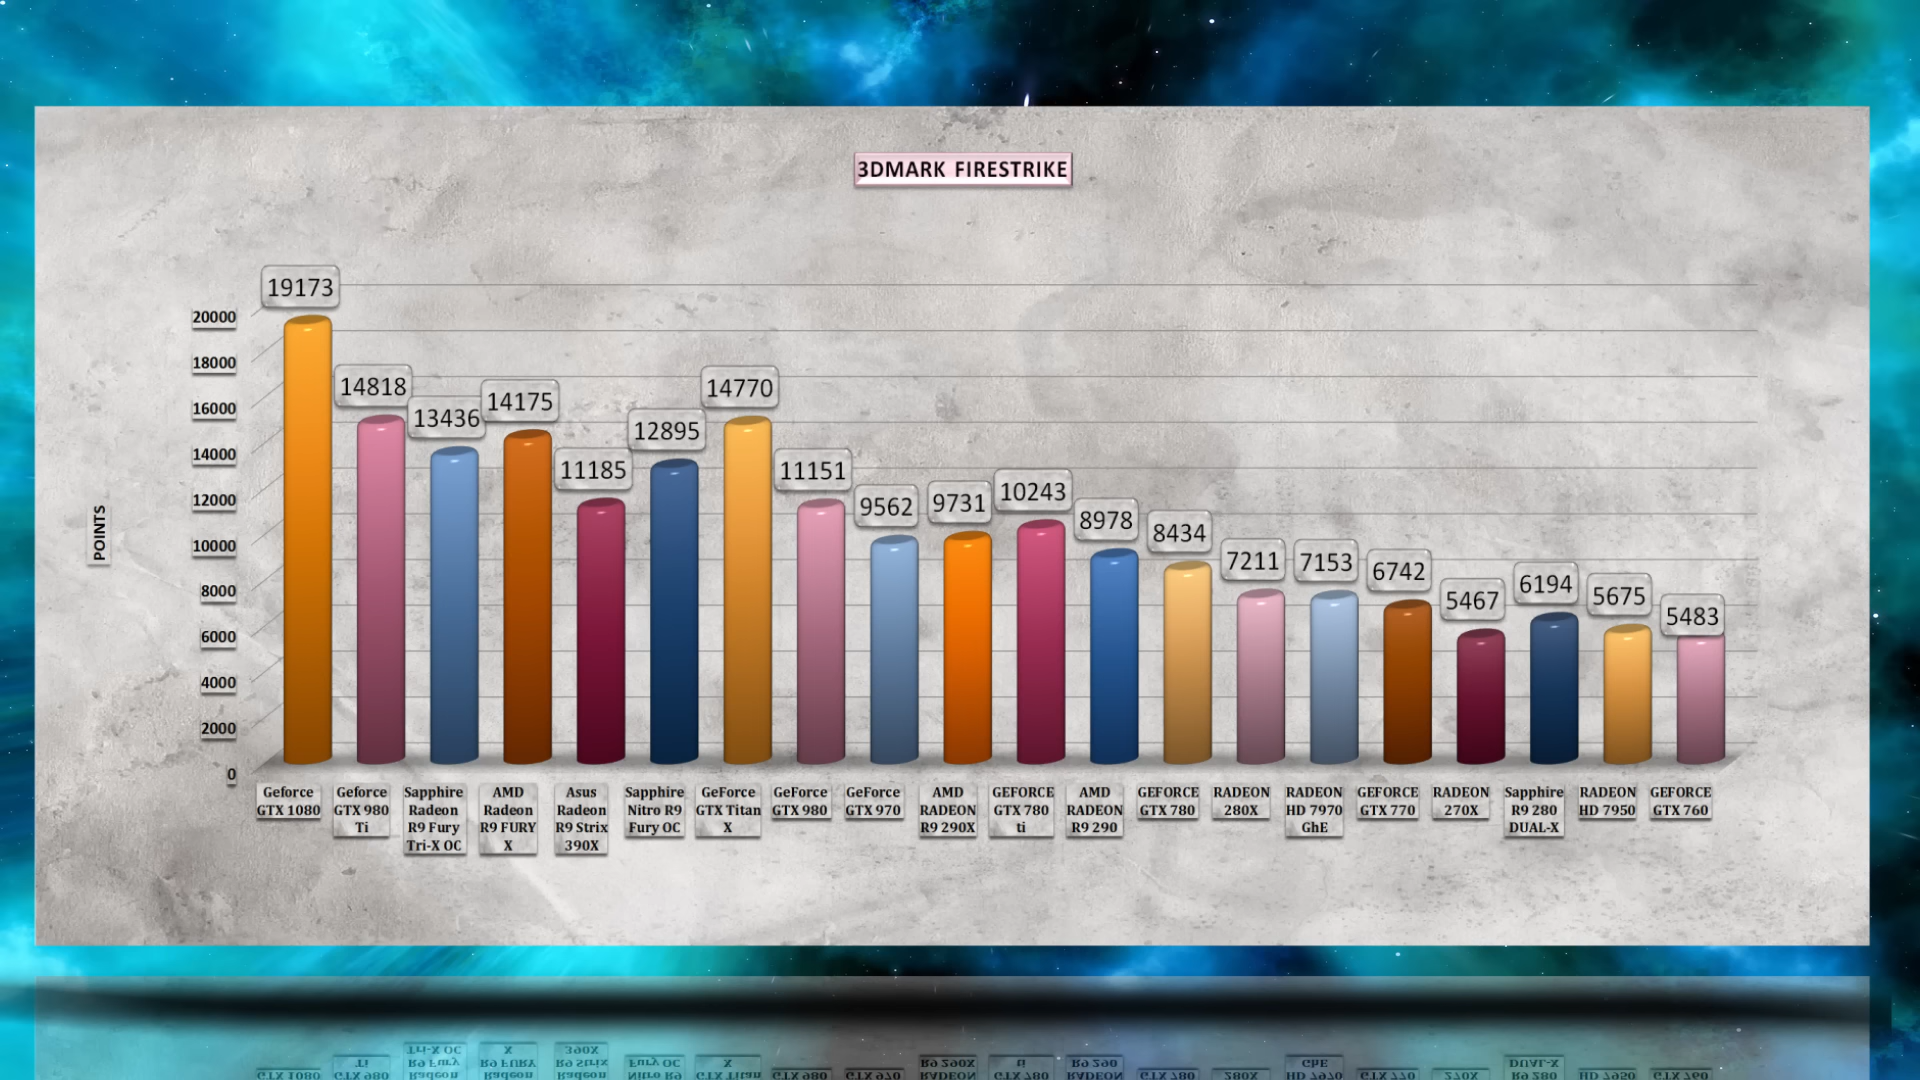 3DMARK FIRESTRIKE
19173
14818
13436
14175
11185
12895
14770
11151
9562
9731
10243
8978
8434
7211
7153
6742
5467
6194
5675
5483
20000
18000
16000
14000
12000
10000
8000
6000
4000
2000
0
POINTS
Geforce
GTX 1080
Geforce
GTX 980
Ti
Sapphire
Radeon
R9 Fury
Tri-X OC
AMD
Radeon
R9 FURY
X
Asus
Radeon
R9 Strix
390X
Sapphire
Nitro R9
Fury OC
GeForce
GTX Titan
X
GeForce
GTX 980
GeForce
GTX 970
AMD
RADEON
R9 290X
GEFORCE
GTX 780
ti
AMD
RADEON
R9 290
GEFORCE
GTX 780
RADEON
280X
RADEON
HD 7970
GhE
GEFORCE
GTX 770
RADEON
270X
Sapphire
R9 280
DUAL-X
RADEON
HD 7950
GEFORCE
GTX 760